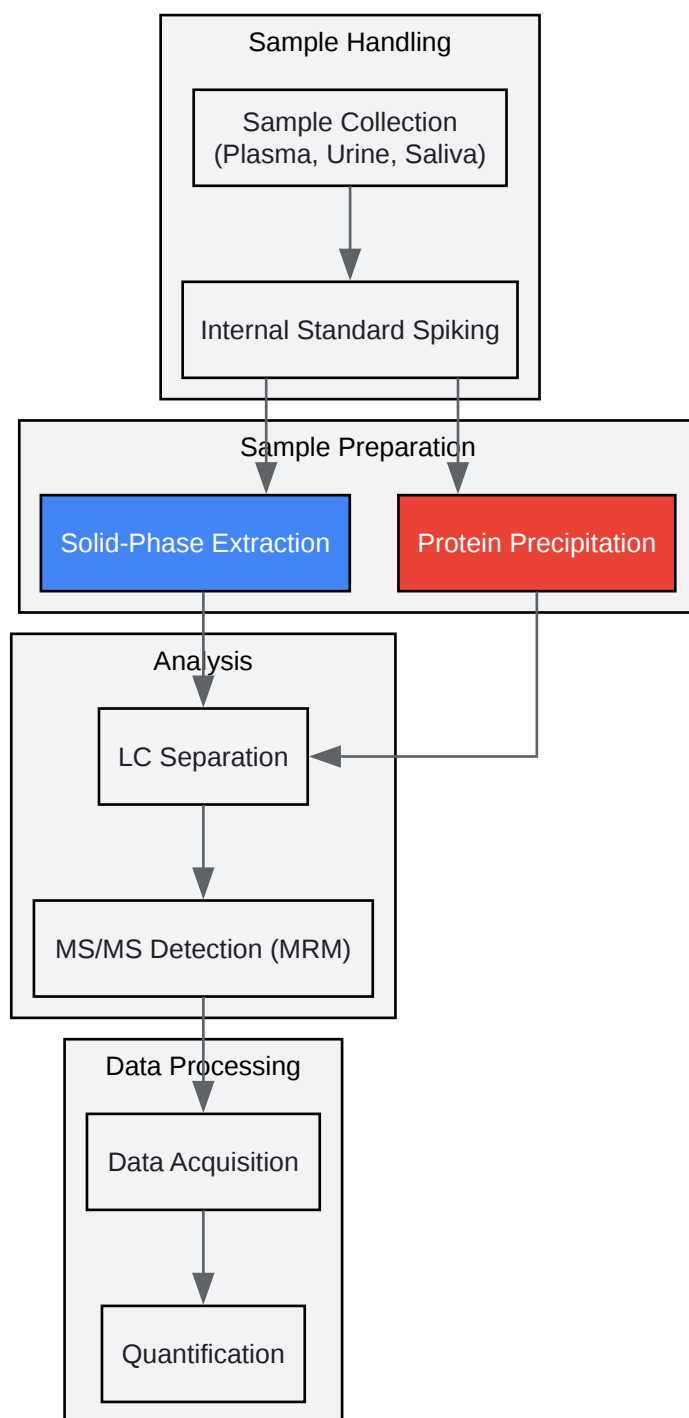 Sample Handling
Sample Collection
(Plasma, Urine, Saliva)
Internal Standard Spiking
Sample Preparation
Solid-Phase Extraction
Protein Precipitation
Analysis
LC Separation
MS/MS Detection (MRM)
Data Processing
Data Acquisition
Quantification